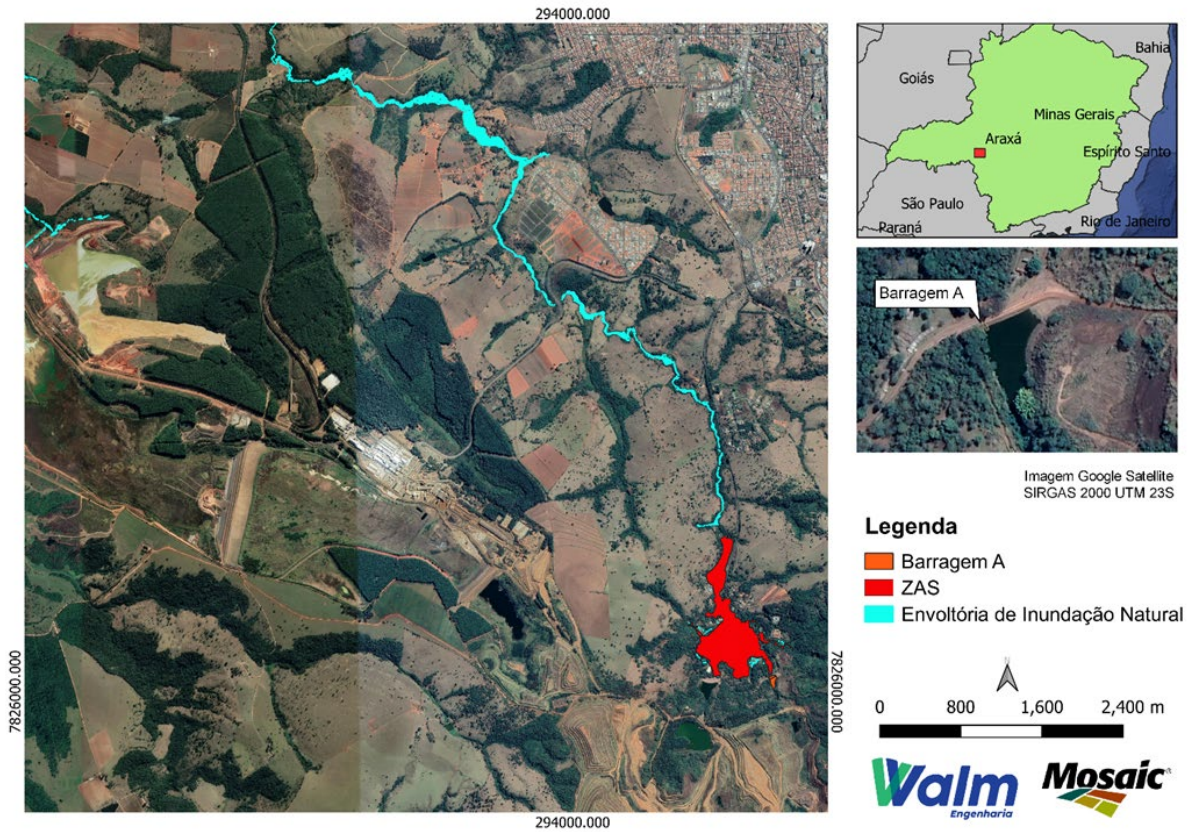 294000.000
7826000.000
7826000.000
294000.000
Goiás
Bahia
Minas Gerais
Araxá
Espírito Santo
São Paulo
Rio de Janeiro
Paraná
Barragem A
Imagem Google Satellite
SIRGAS 2000 UTM 23S
Legenda
Barragem A
ZAS
Envoltória de Inundação Natural
N
0 800 1,600 2,400 m
Walm
Engenharia
Mosaic